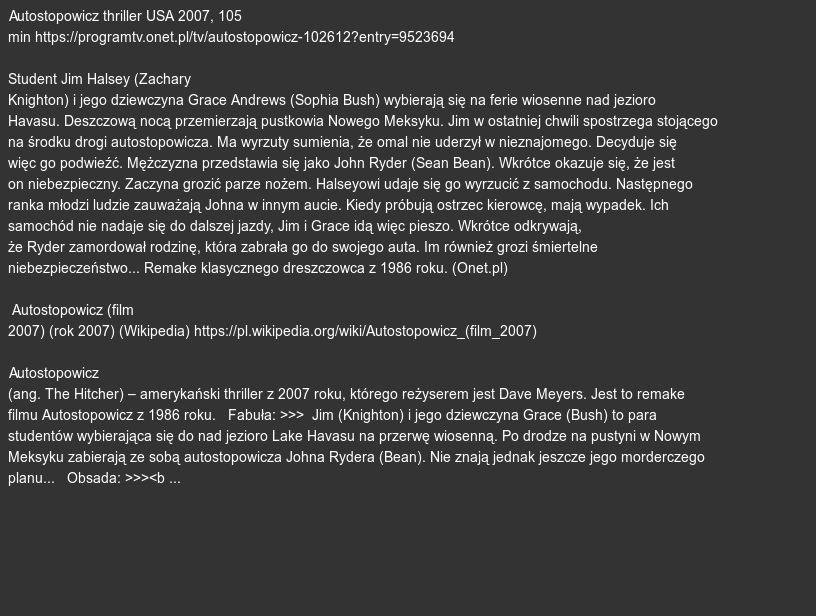 Autostopowicz thriller USA 2007, 105
min https://programtv.onet.pl/tv/autostopowicz-102612?entry=9523694
Student Jim Halsey (Zachary
Knighton) i jego dziewczyna Grace Andrews (Sophia Bush) wybierają się na ferie wiosenne nad jezioro
Havasu. Deszczową nocą przemierzają pustkowia Nowego Meksyku. Jim w ostatniej chwili spostrzega stojącego
na środku drogi autostopowicza. Ma wyrzuty sumienia, że omal nie uderzył w nieznajomego. Decyduje się
więc go podwieźć. Mężczyzna przedstawia się jako John Ryder (Sean Bean). Wkrótce okazuje się, że jest
on niebezpieczny. Zaczyna grozić parze nożem. Halseyowi udaje się go wyrzucić z samochodu. Następnego
ranka młodzi ludzie zauważają Johna w innym aucie. Kiedy próbują ostrzec kierowcę, mają wypadek. Ich
samochód nie nadaje się do dalszej jazdy, Jim i Grace idą więc pieszo. Wkrótce odkrywają,
że Ryder zamordował rodzinę, która zabrała go do swojego auta. Im również grozi śmiertelne
niebezpieczeństwo... Remake klasycznego dreszczowca z 1986 roku. (Onet.pl)
Autostopowicz (film
2007) (rok 2007) (Wikipedia) https://pl.wikipedia.org/wiki/Autostopowicz_(film_2007)
Autostopowicz
(ang. The Hitcher) – amerykański thriller z 2007 roku, którego reżyserem jest Dave Meyers. Jest to remake
filmu Autostopowicz z 1986 roku.   Fabuła: >>>  Jim (Knighton) i jego dziewczyna Grace (Bush) to para
studentów wybierająca się do nad jezioro Lake Havasu na przerwę wiosenną. Po drodze na pustyni w Nowym
Meksyku zabierają ze sobą autostopowicza Johna Rydera (Bean). Nie znają jednak jeszcze jego morderczego
planu...   Obsada: >>><b ...